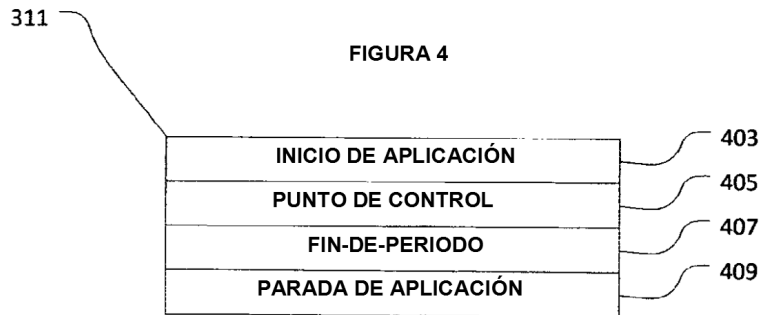 311
FIGURA 4
INICIO DE APLICACIÓN 403
PUNTO DE CONTROL 405
FIN-DE-PERIODO 407
PARADA DE APLICACIÓN 409